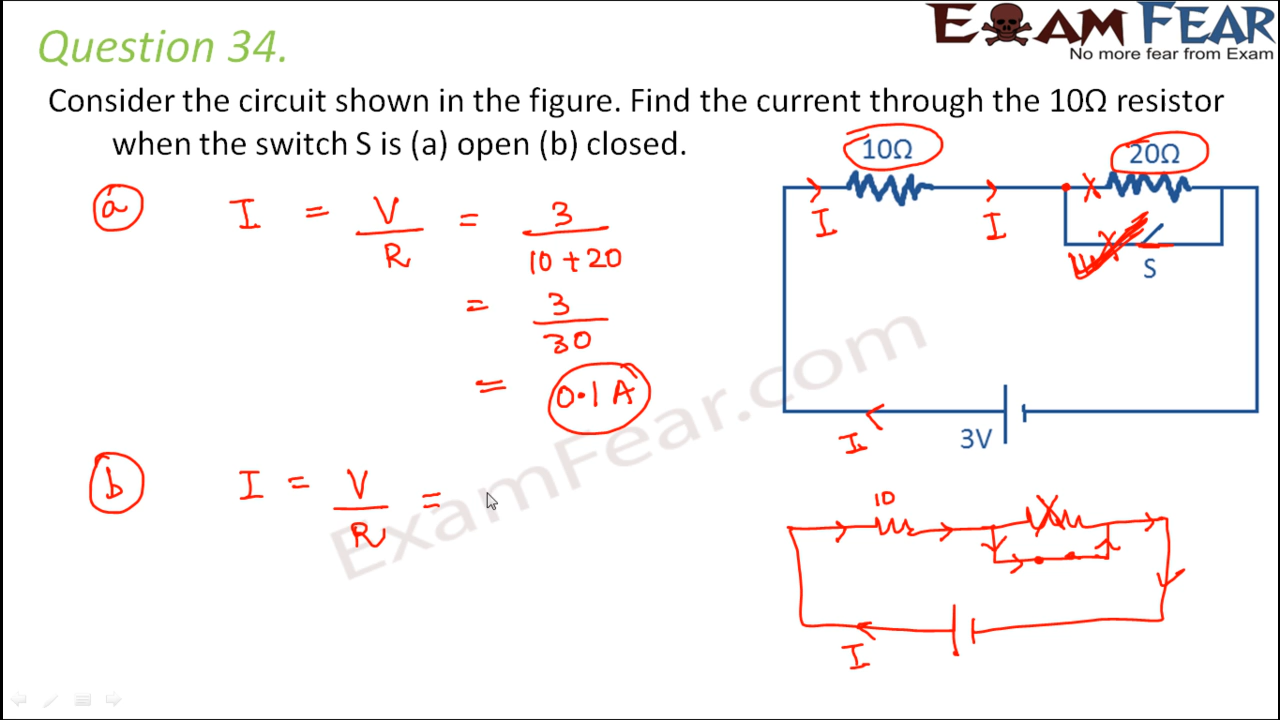 EXAM FEAR
No more fear from Exam
Question 34.
Consider the circuit shown in the figure. Find the current through the 10Ω resistor
when the switch S is (a) open (b) closed.
10Ω
20Ω
I
I
S
3V
I
a
I = V / R = 3 / 10 + 20
= 3 / 30
= 0.1 A
b
I = V / R =
10
I
ExamFear.com